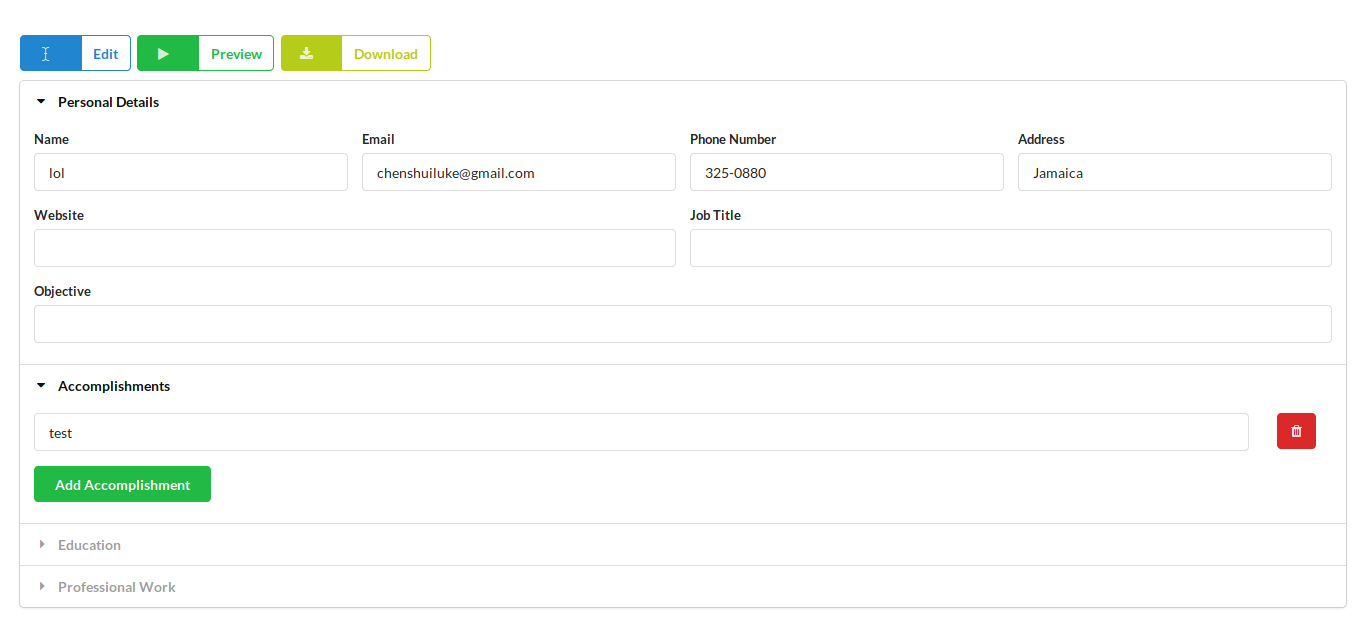 Edit Preview Download
Personal Details
Name Email Phone Number Address
lol chenshuiluke@gmail.com 325-0880 Jamaica
Website Job Title
Objective
Accomplishments
test
Add Accomplishment
Education
Professional Work